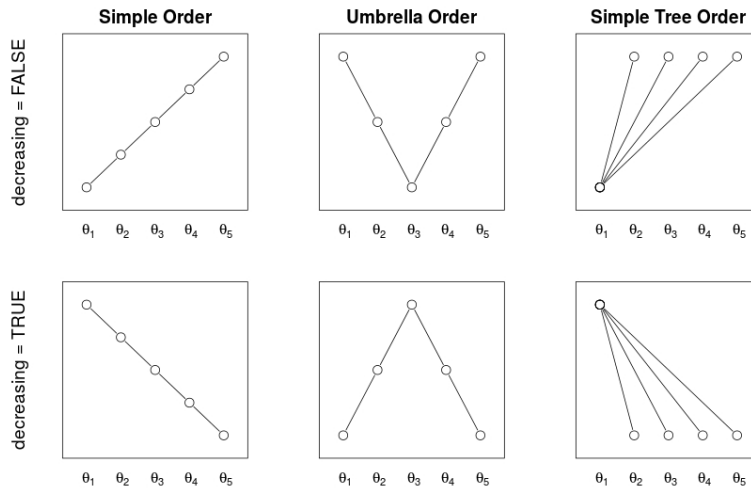 Simple Order Umbrella Order Simple Tree Order
decreasing = FALSE
θ1 θ2 θ3 θ4 θ5 θ1 θ2 θ3 θ4 θ5 θ1 θ2 θ3 θ4 θ5
decreasing = TRUE
θ1 θ2 θ3 θ4 θ5 θ1 θ2 θ3 θ4 θ5 θ1 θ2 θ3 θ4 θ5